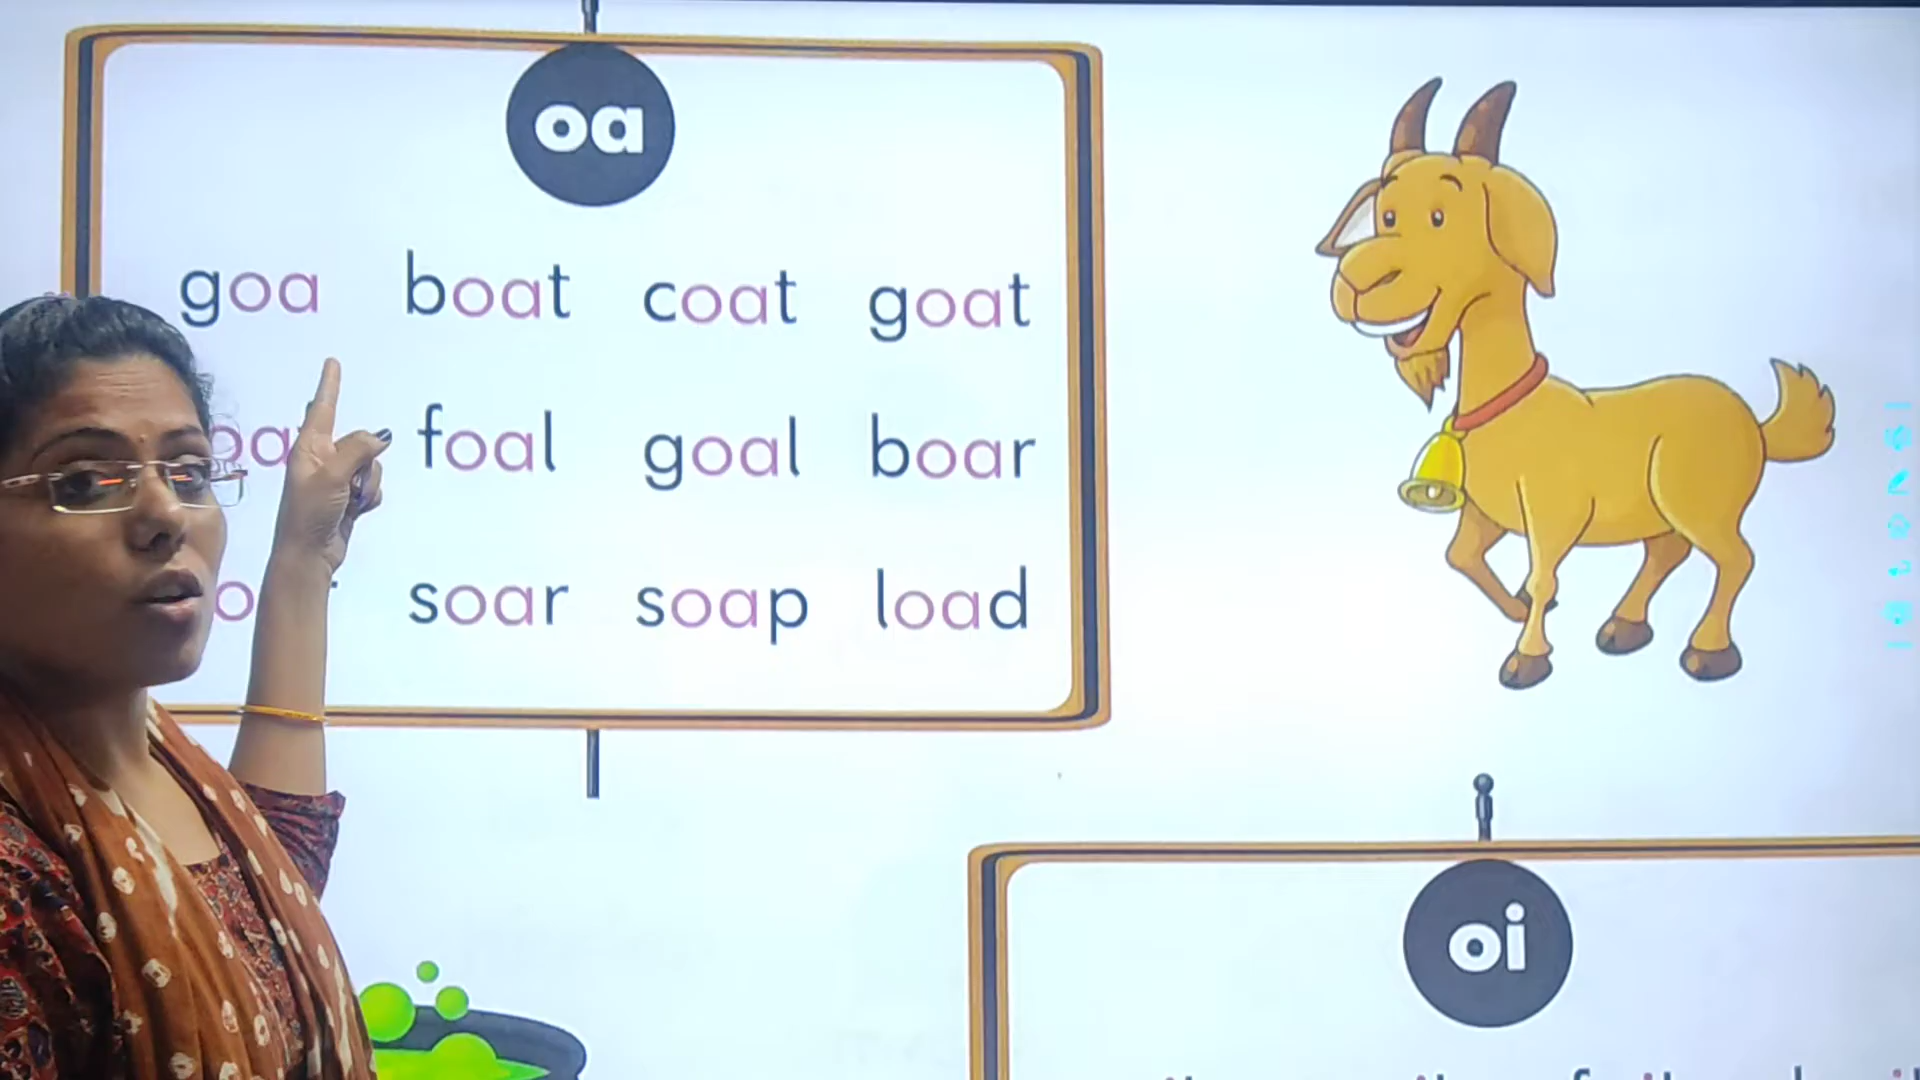 oa
goa boat coat goat
foal goal boar
soar soap load
oi